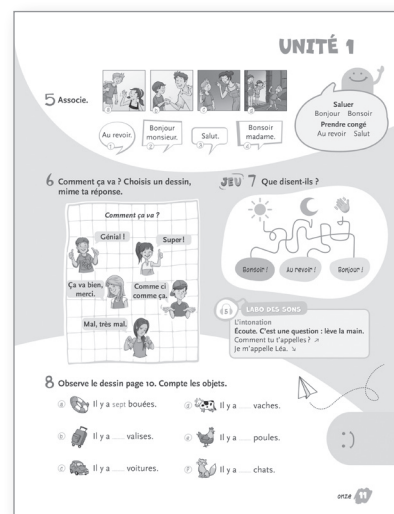 UNITÉ 1
5 Associe.
Au revoir.
1
Bonjour
monsieur.
2
Salut.
3
Bonsoir
madame.
4
Saluer
Bonjour Bonsoir
Prendre congé
Au revoir Salut
6 Comment ça va ? Choisis un dessin,
mime ta réponse.
Comment ça va ?
Génial !
Super !
Ça va bien,
merci.
Comme ci
comme ça.
Mal, très mal.
JEU 7 Que disent-ils ?
Bonsoir ! Au revoir ! Bonjour !
5 LABO DES SONS
L'intonation
Écoute. C'est une question : lève la main.
Comment tu t'appelles ? ↗
Je m'appelle Léa. ↘
8 Observe le dessin page 10. Compte les objets.
a Il y a sept bouées.
b Il y a ..... valises.
c Il y a ..... voitures.
d Il y a ..... vaches.
e Il y a ..... poules.
f Il y a ..... chats.
:)
onze 11